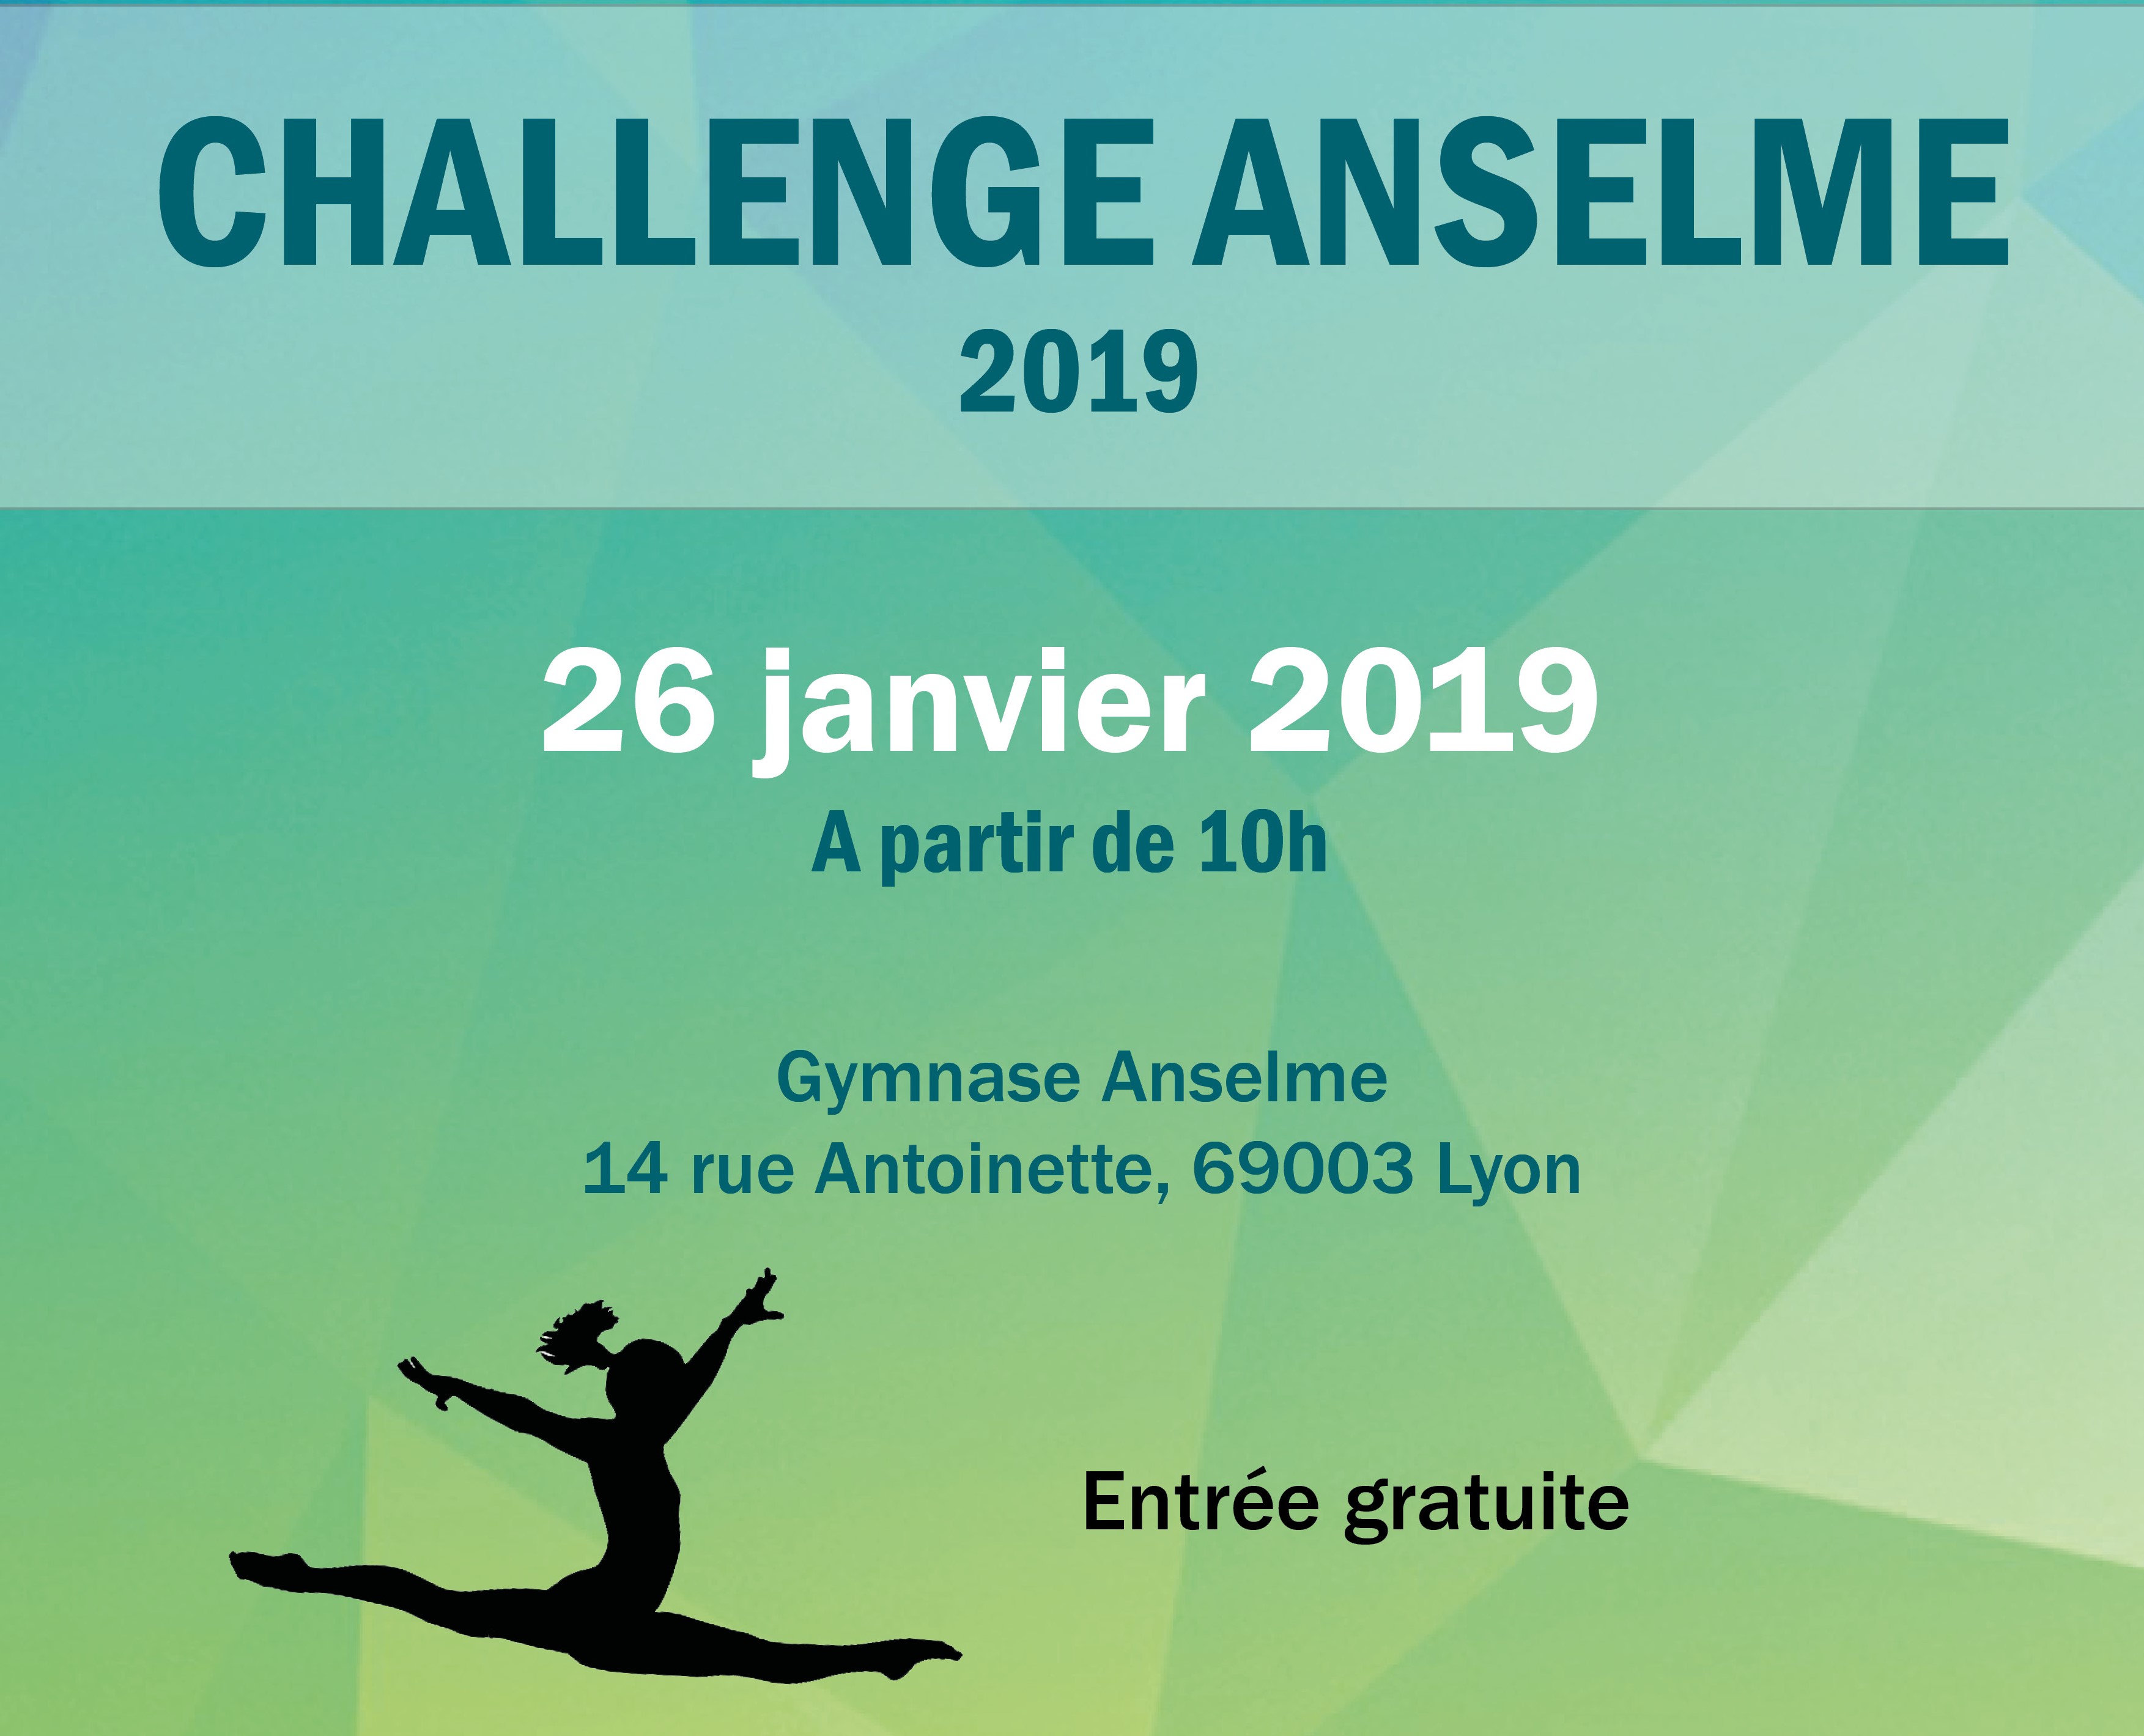 CHALLENGE ANSELME
2019
26 janvier 2019
A partir de 10h
Gymnase Anselme
14 rue Antoinette, 69003 Lyon
Entrée gratuite